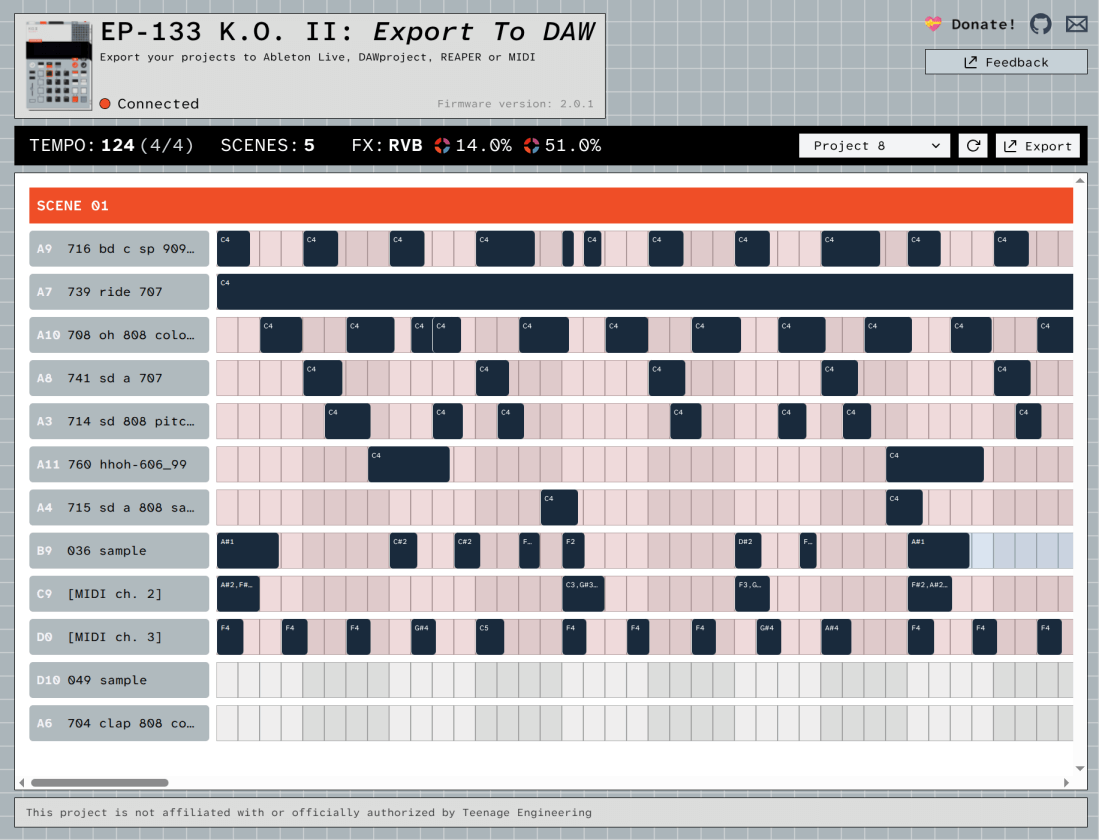 EP-133 K.O. II: Export To DAW
Export your projects to Ableton Live, DAWproject, REAPER or MIDI
Connected
Firmware version: 2.0.1
Donate!
Feedback
TEMPO: 124 (4/4) SCENES: 5 FX: RVB 14.0% 51.0%
Project 8
Export
SCENE 01
A9 716 bd c sp 909… C4 C4 C4 C4 C4 C4 C4 C4 C4 C4
A7 739 ride 707 C4
A10 708 oh 808 colo… C4 C4 C4 C4 C4 C4 C4 C4 C4 C4 C4
A8 741 sd a 707 C4 C4 C4 C4 C4
A3 714 sd 808 pitc… C4 C4 C4 C4 C4 C4 C4
A11 760 hhoh-606_99 C4 C4
A4 715 sd a 808 sa… C4 C4
B9 036 sample A#1 C#2 C#2 F… F2 D#2 F… A#1
C9 [MIDI ch. 2] A#2,F#… C3,G#3… F3,G… F#2,A#2…
D0 [MIDI ch. 3] F4 F4 F4 G#4 C5 F4 F4 F4 G#4 A#4 F4 F4 F4
D10 049 sample
A6 704 clap 808 co…
This project is not affiliated with or officially authorized by Teenage Engineering